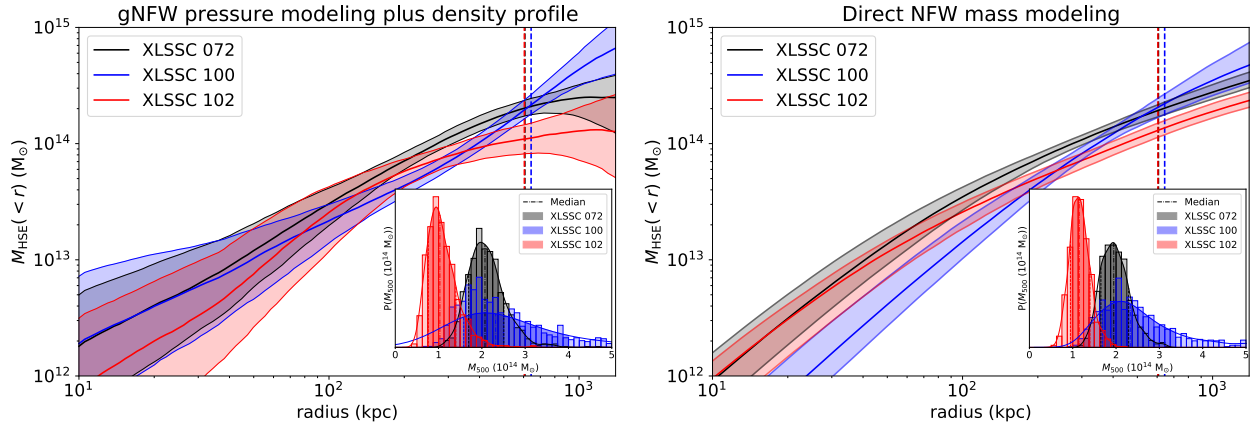 gNFW pressure modeling plus density profile
10^15
10^14
10^13
10^12
M_HSE(< r) (M_⊙)
XLSSC 072
XLSSC 100
XLSSC 102
P(M_500 (10^14 M_⊙))
Median
XLSSC 072
XLSSC 100
XLSSC 102
0 1 2 3 4 5
M_500 (10^14 M_⊙)
10^1 10^2 10^3
radius (kpc)
Direct NFW mass modeling
10^15
10^14
10^13
10^12
M_HSE(< r) (M_⊙)
XLSSC 072
XLSSC 100
XLSSC 102
P(M_500 (10^14 M_⊙))
Median
XLSSC 072
XLSSC 100
XLSSC 102
0 1 2 3 4 5
M_500 (10^14 M_⊙)
10^1 10^2 10^3
radius (kpc)